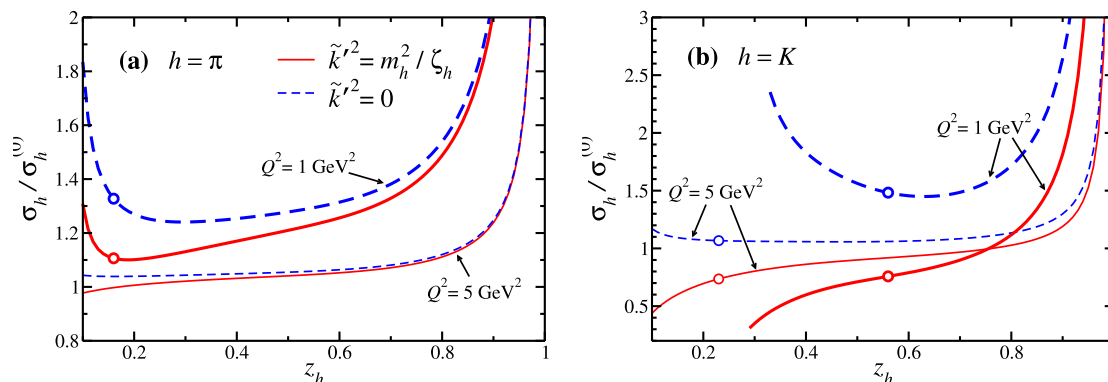 (a) h = π
k̃′² = m_h² / ζ_h
k̃′² = 0
Q² = 1 GeV²
Q² = 5 GeV²
σ_h / σ_h^(0)
2
1.8
1.6
1.4
1.2
1
0.8
0.2 0.4 0.6 0.8 1
z_h
(b) h = K
Q² = 1 GeV²
Q² = 5 GeV²
σ_h / σ_h
3
2.5
2
1.5
1
0.5
0.2 0.4 0.6 0.8
z_h